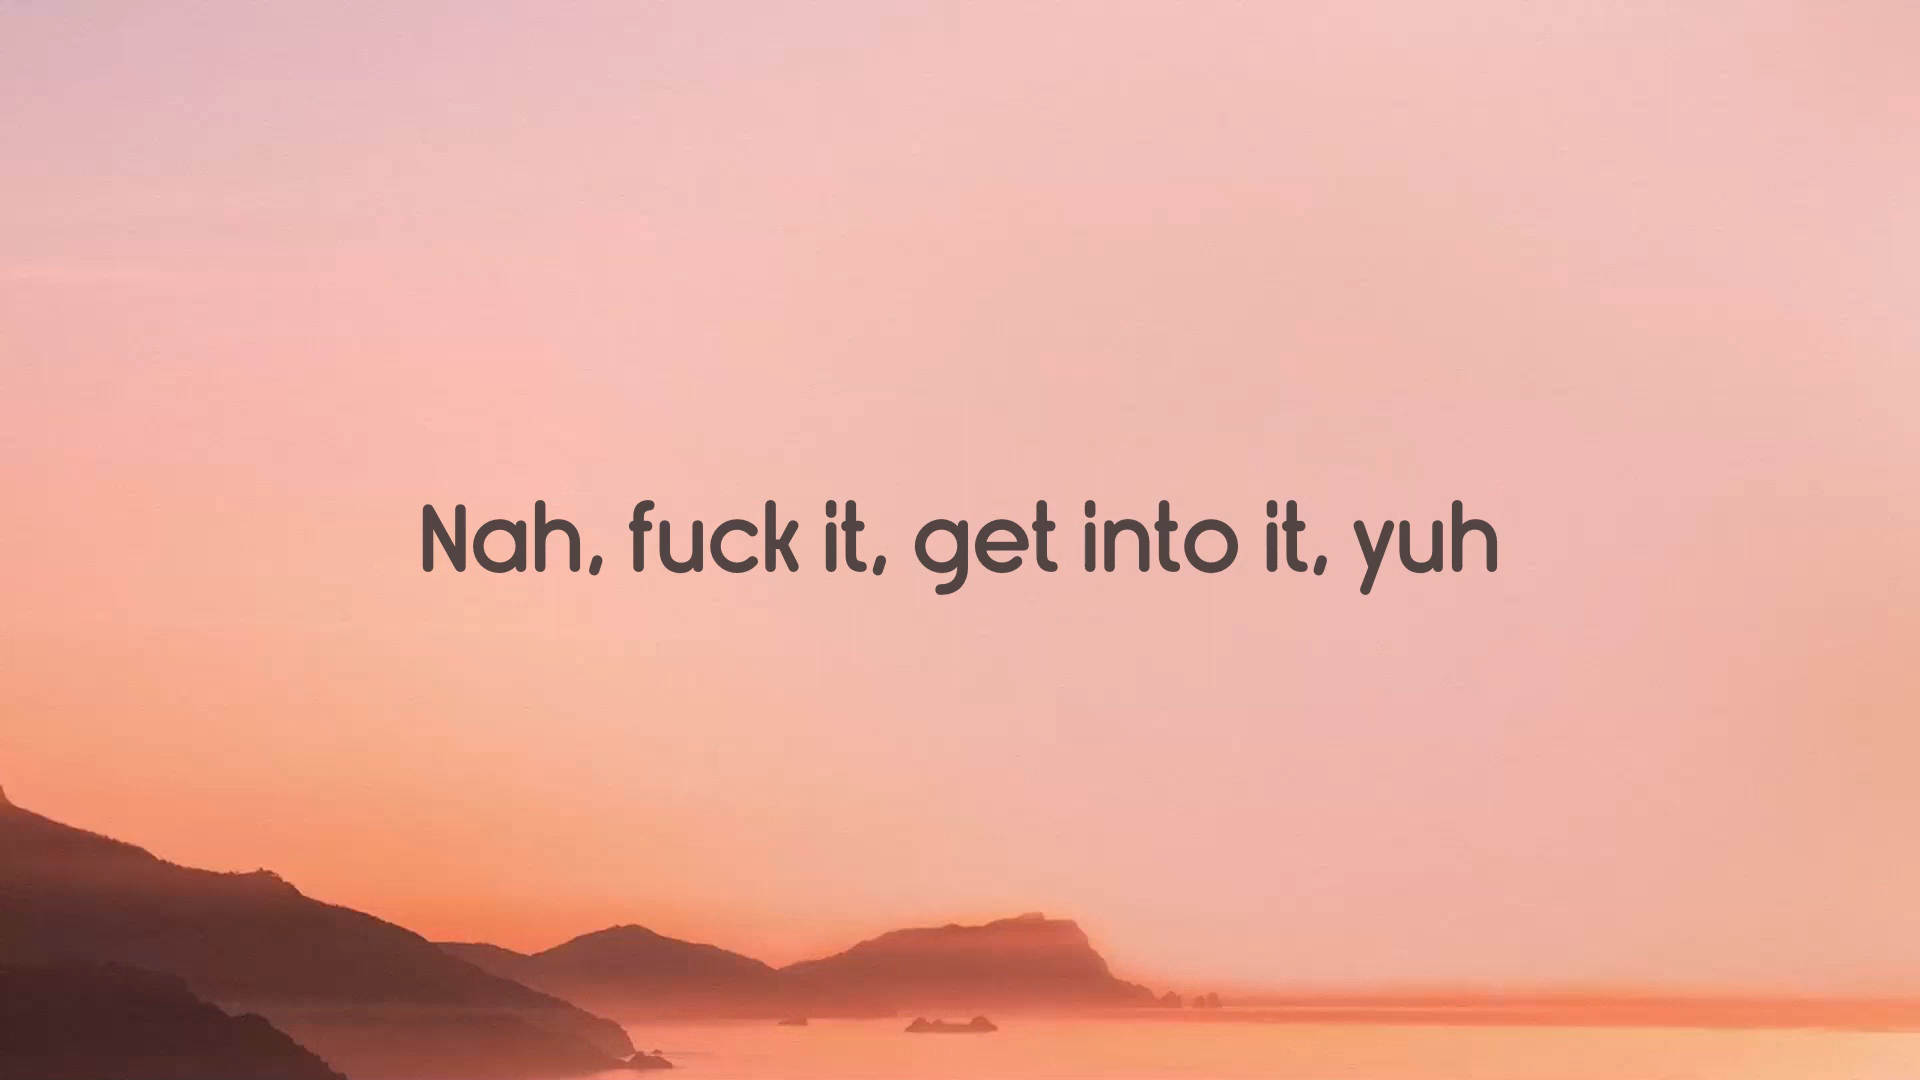 Nah, fuck it, get into it, yuh